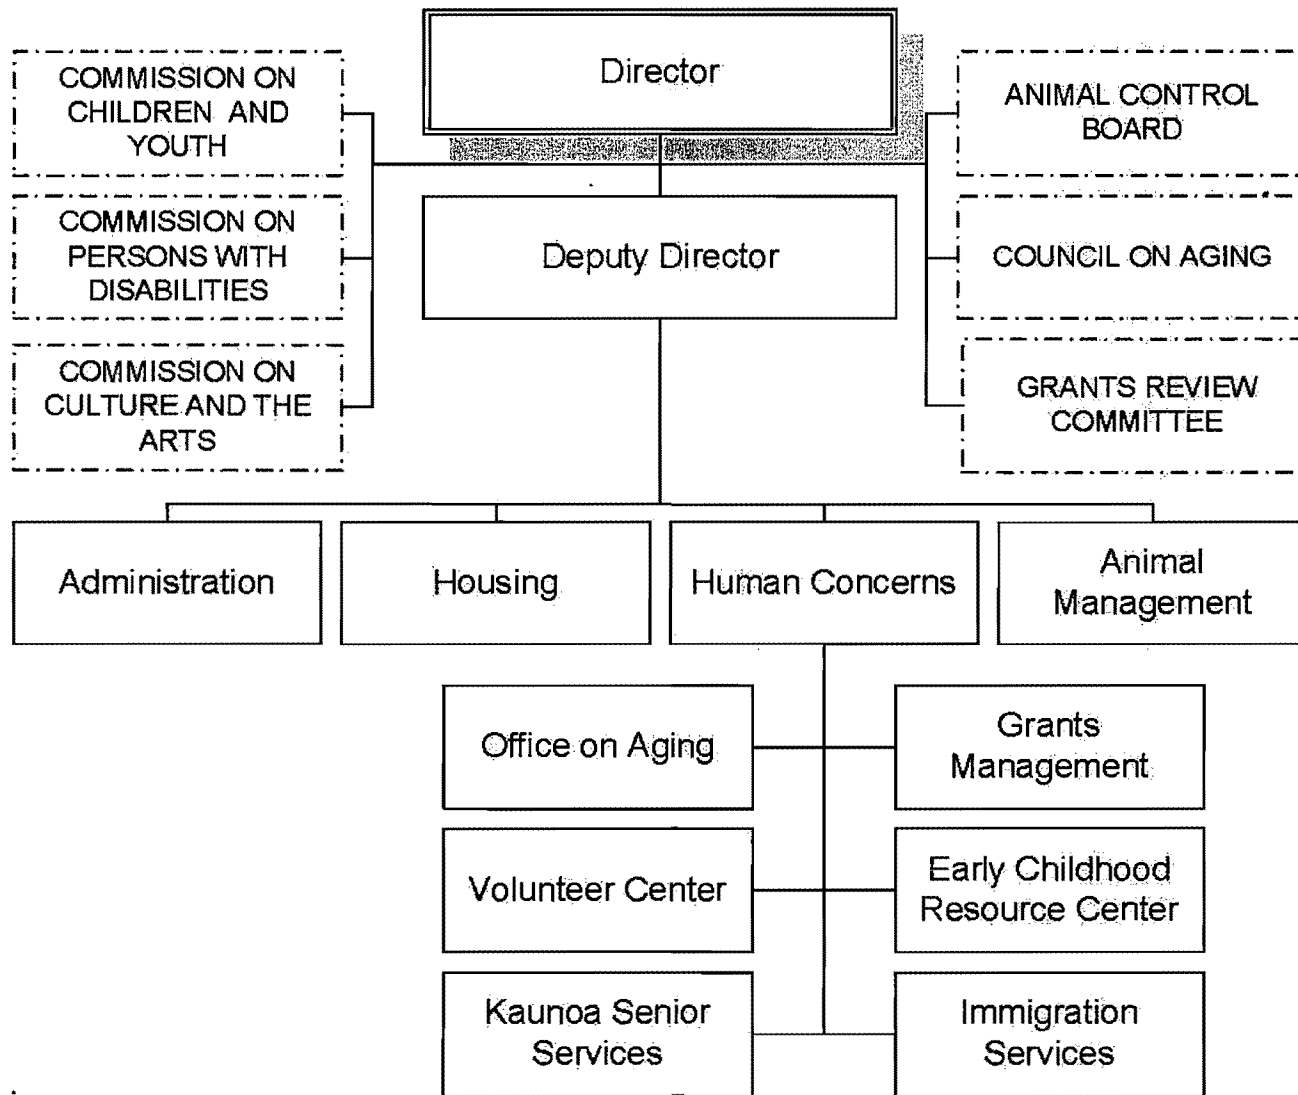 Director
COMMISSION ON
CHILDREN AND
YOUTH
ANIMAL CONTROL
BOARD
Deputy Director
COMMISSION ON
PERSONS WITH
DISABILITIES
COUNCIL ON AGING
COMMISSION ON
CULTURE AND THE
ARTS
GRANTS REVIEW
COMMITTEE
Administration
Housing
Human Concerns
Animal
Management
Office on Aging
Grants
Management
Volunteer Center
Early Childhood
Resource Center
Kaunoa Senior
Services
Immigration
Services